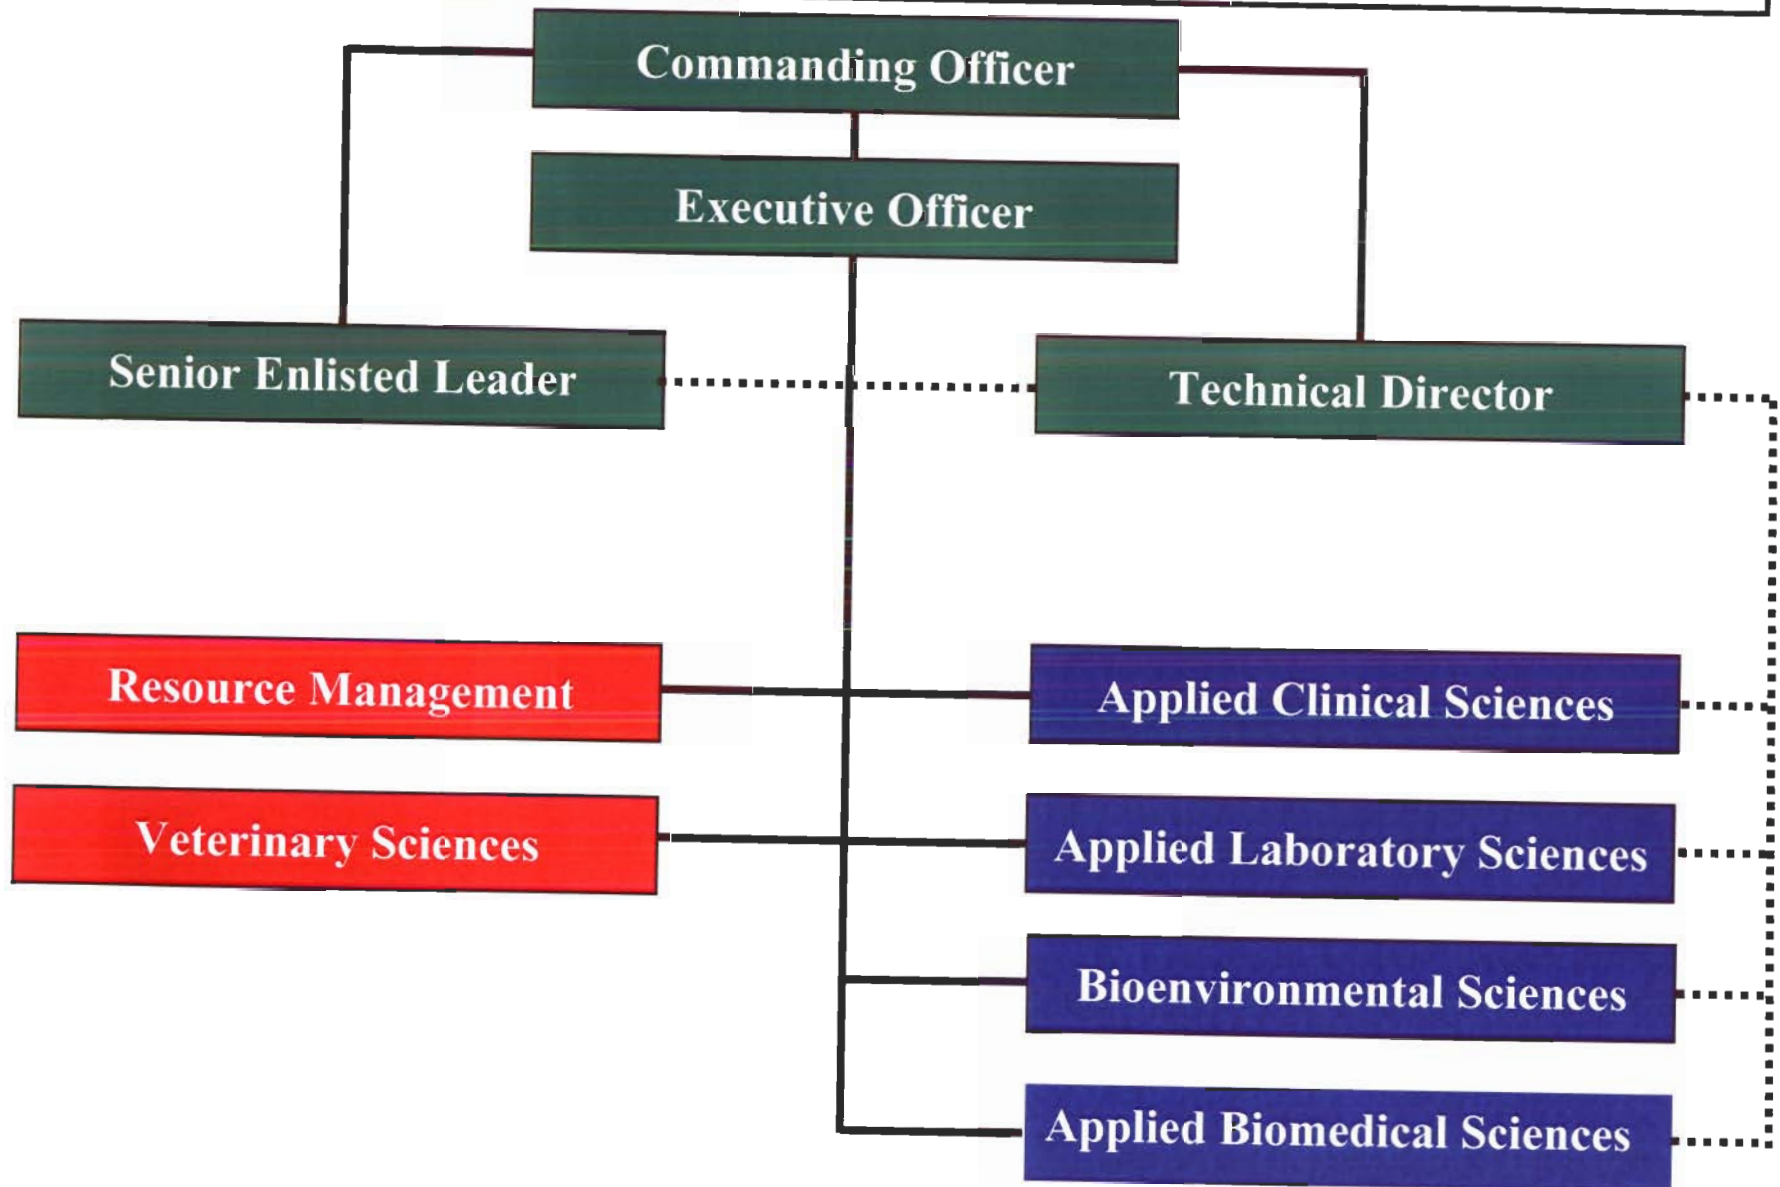 Commanding Officer
Executive Officer
Senior Enlisted Leader
Technical Director
Resource Management
Applied Clinical Sciences
Veterinary Sciences
Applied Laboratory Sciences
Bioenvironmental Sciences
Applied Biomedical Sciences